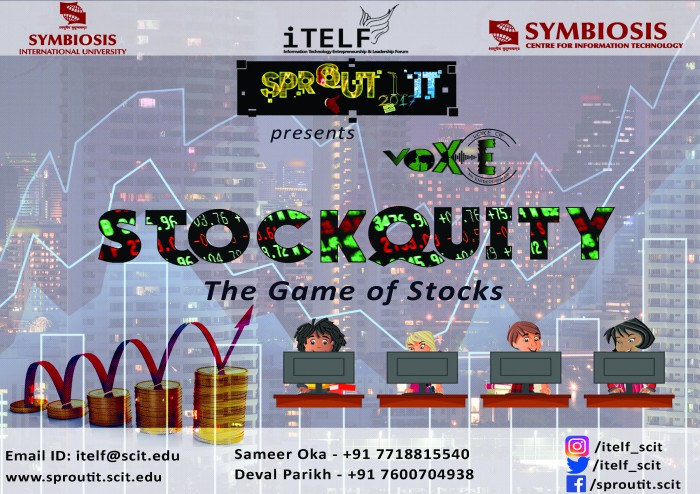 SYMBIOSIS
INTERNATIONAL UNIVERSITY
iTELF
Information Technology Entrepreneurship & Leadership Forum
SYMBIOSIS
CENTRE FOR INFORMATION TECHNOLOGY
SPROUT IT
2017
presents
VOX-E
STOCKQUITY
The Game of Stocks
Email ID: itelf@scit.edu
www.sproutit.scit.edu
Sameer Oka - +91 7718815540
Deval Parikh - +91 7600704938
/itelf_scit
/itelf_scit
/sproutit.scit